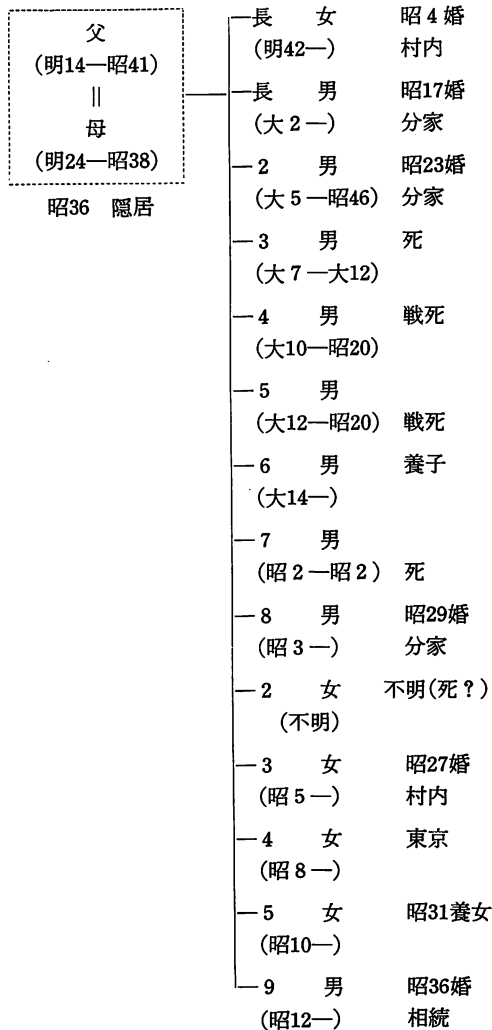 父
(明14—昭41)
‖
母
(明24—昭38)
昭36 隠居
長 女 昭4婚
(明42—) 村内
長 男 昭17婚
(大2—) 分家
2 男 昭23婚
(大5—昭46) 分家
3 男 死
(大7—大12)
4 男 戦死
(大10—昭20)
5 男
(大12—昭20) 戦死
6 男 養子
(大14—)
7 男
(昭2—昭2) 死
8 男 昭29婚
(昭3—) 分家
2 女 不明(死?)
(不明)
3 女 昭27婚
(昭5—) 村内
4 女 東京
(昭8—)
5 女 昭31養女
(昭10—)
9 男 昭36婚
(昭12—) 相続